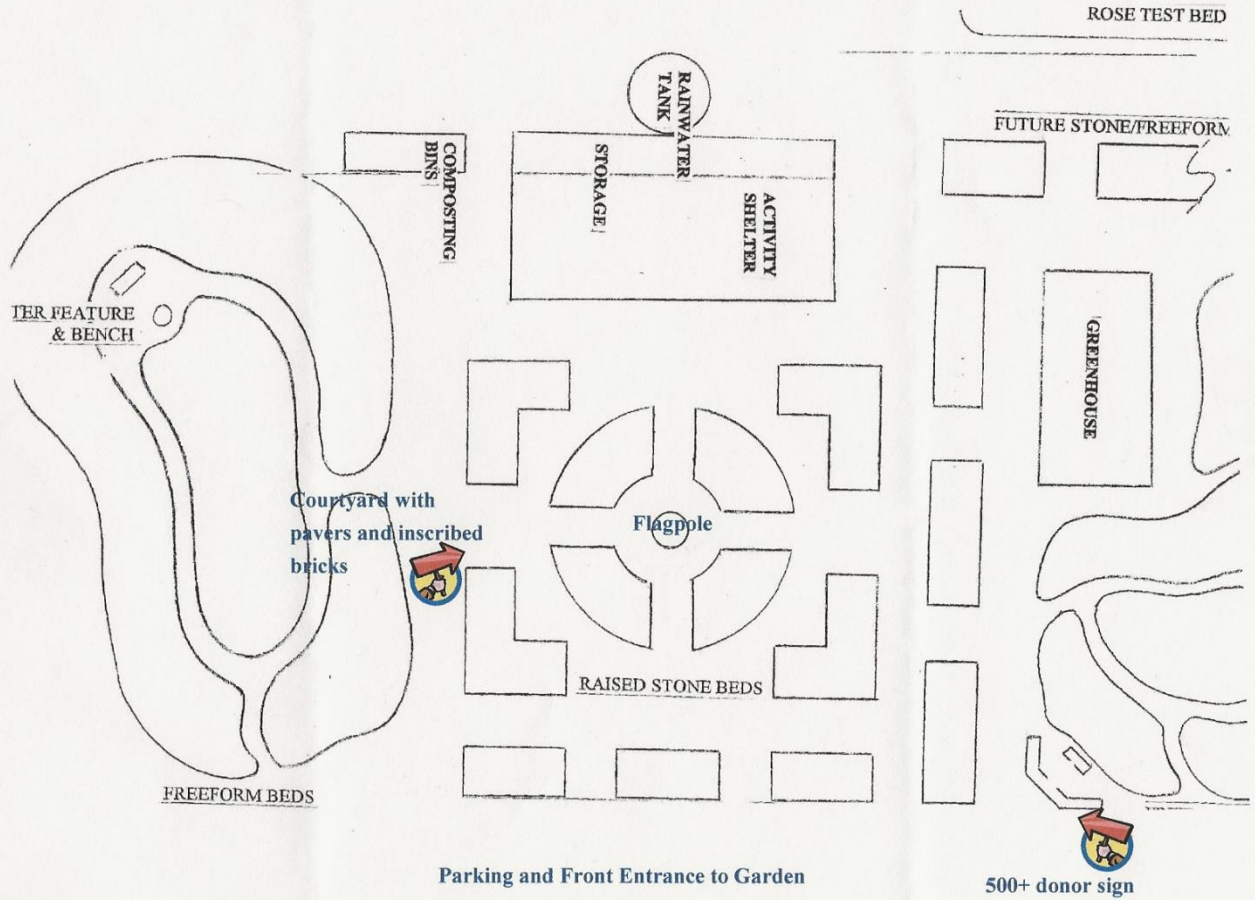 ROSE TEST BED
RAINWATER
TANK
FUTURE STONE/FREEFORM
COMPOSTING
BINS
STORAGE
ACTIVITY
SHELTER
TER FEATURE
& BENCH
GREENHOUSE
Courtyard with
pavers and inscribed
bricks
Flagpole
RAISED STONE BEDS
FREEFORM BEDS
Parking and Front Entrance to Garden
500+ donor sign